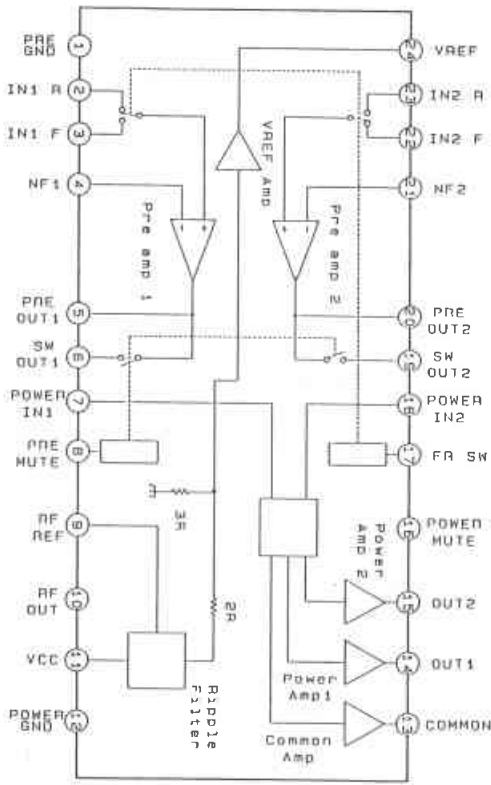 PRE
GND
1
IN1 R
2
IN1 F
3
NF1
4
PRE
OUT1
5
SW
OUT1
6
POWER
IN1
7
PRE
MUTE
8
RF
REF
9
RF
OUT
10
VCC
11
POWER
GND
12
VREF
24
IN2 R
23
IN2 F
22
NF2
21
PRE
OUT2
20
SW
OUT2
POWER
IN2
FR SW
17
POWER
MUTE
16
OUT2
15
OUT1
14
COMMON
13
VREF Amp
Pre amp 1
Pre amp 2
3R
2R
Ripple
Filter
Power
Amp 2
Power
Amp1
Common
Amp